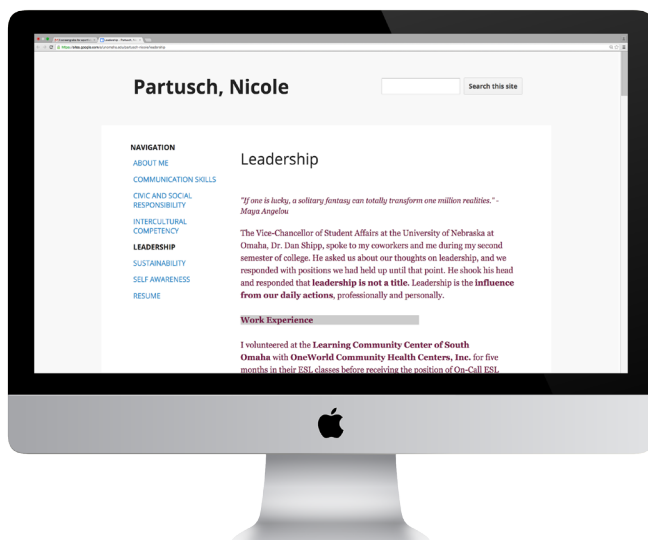 Partusch, Nicole
Search this site
NAVIGATION
ABOUT ME
COMMUNICATION SKILLS
CIVIC AND SOCIAL
RESPONSIBILITY
INTERCULTURAL
COMPETENCY
LEADERSHIP
SUSTAINABILITY
SELF AWARENESS
RESUME
Leadership
"If one is lucky, a solitary fantasy can totally transform one million realities." -
Maya Angelou
The Vice-Chancellor of Student Affairs at the University of Nebraska at
Omaha, Dr. Dan Shipp, spoke to my coworkers and me during my second
semester of college. He asked us about our thoughts on leadership, and we
responded with positions we had held up until that point. He shook his head
and responded that leadership is not a title. Leadership is the influence
from our daily actions, professionally and personally.
Work Experience
I volunteered at the Learning Community Center of South
Omaha with OneWorld Community Health Centers, Inc. for five
months in their ESL classes before receiving the position of On-Call ESL